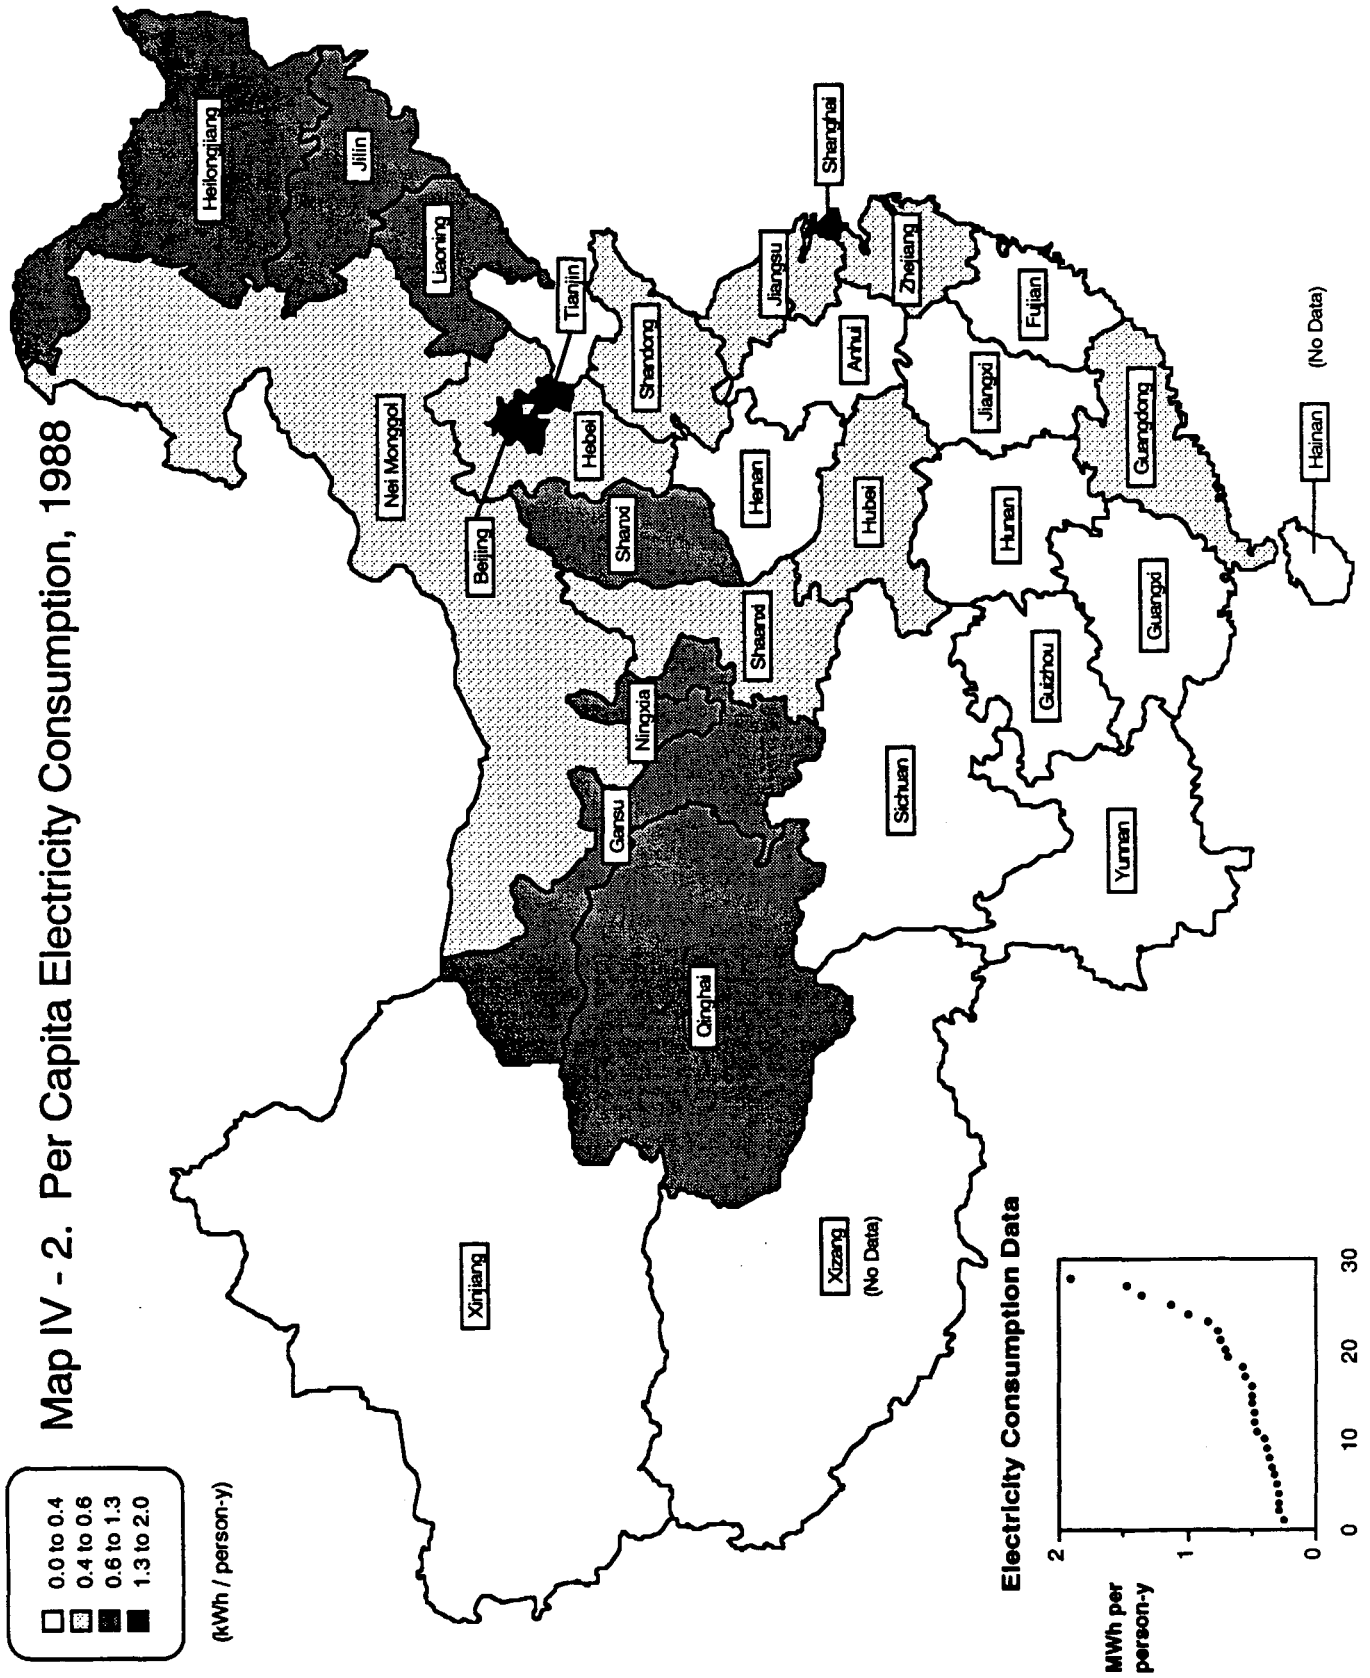 Map IV - 2. Per Capita Electricity Consumption, 1988
0.0 to 0.4
0.4 to 0.6
0.6 to 1.3
1.3 to 2.0
(kWh / person-y)
Heilongjiang
Jilin
Liaoning
Nei Monggol
Beijing
Tianjin
Hebei
Shanxi
Shandong
Xinjiang
Gansu
Ningxia
Shaanxi
Henan
Jiangsu
Shanghai
Qinghai
Anhui
Zhejiang
Hubei
Xizang
(No Data)
Sichuan
Jiangxi
Hunan
Fujian
Guizhou
Yunnan
Guangxi
Guangdong
Hainan
(No Data)
Electricity Consumption Data
MWh per
person-y
2
1
0
0
10
20
30